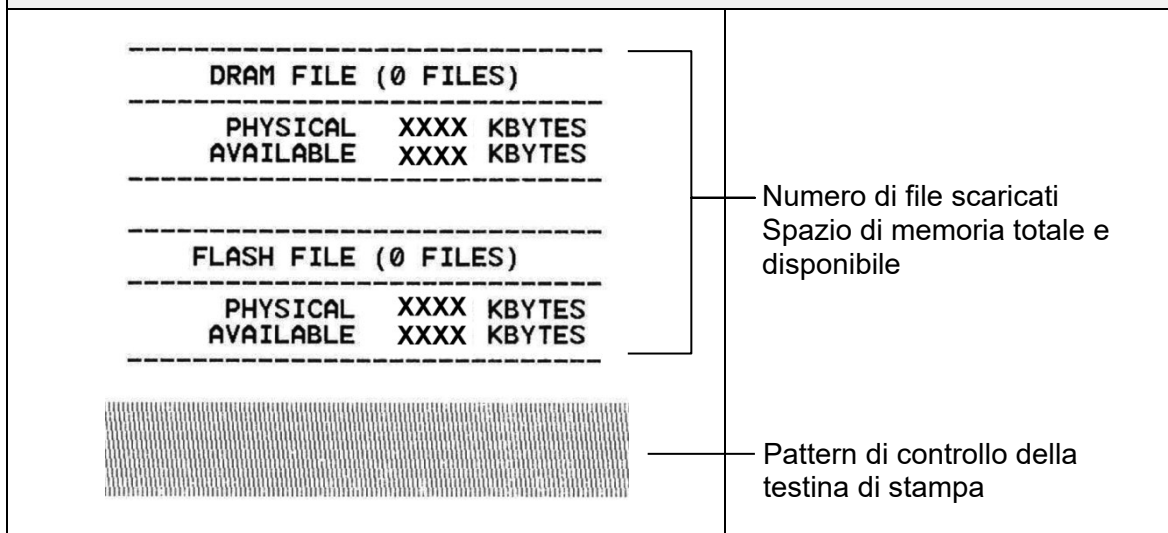 DRAM FILE (0 FILES)
PHYSICAL XXXX KBYTES
AVAILABLE XXXX KBYTES
FLASH FILE (0 FILES)
PHYSICAL XXXX KBYTES
AVAILABLE XXXX KBYTES
Numero di file scaricati
Spazio di memoria totale e
disponibile
Pattern di controllo della
testina di stampa